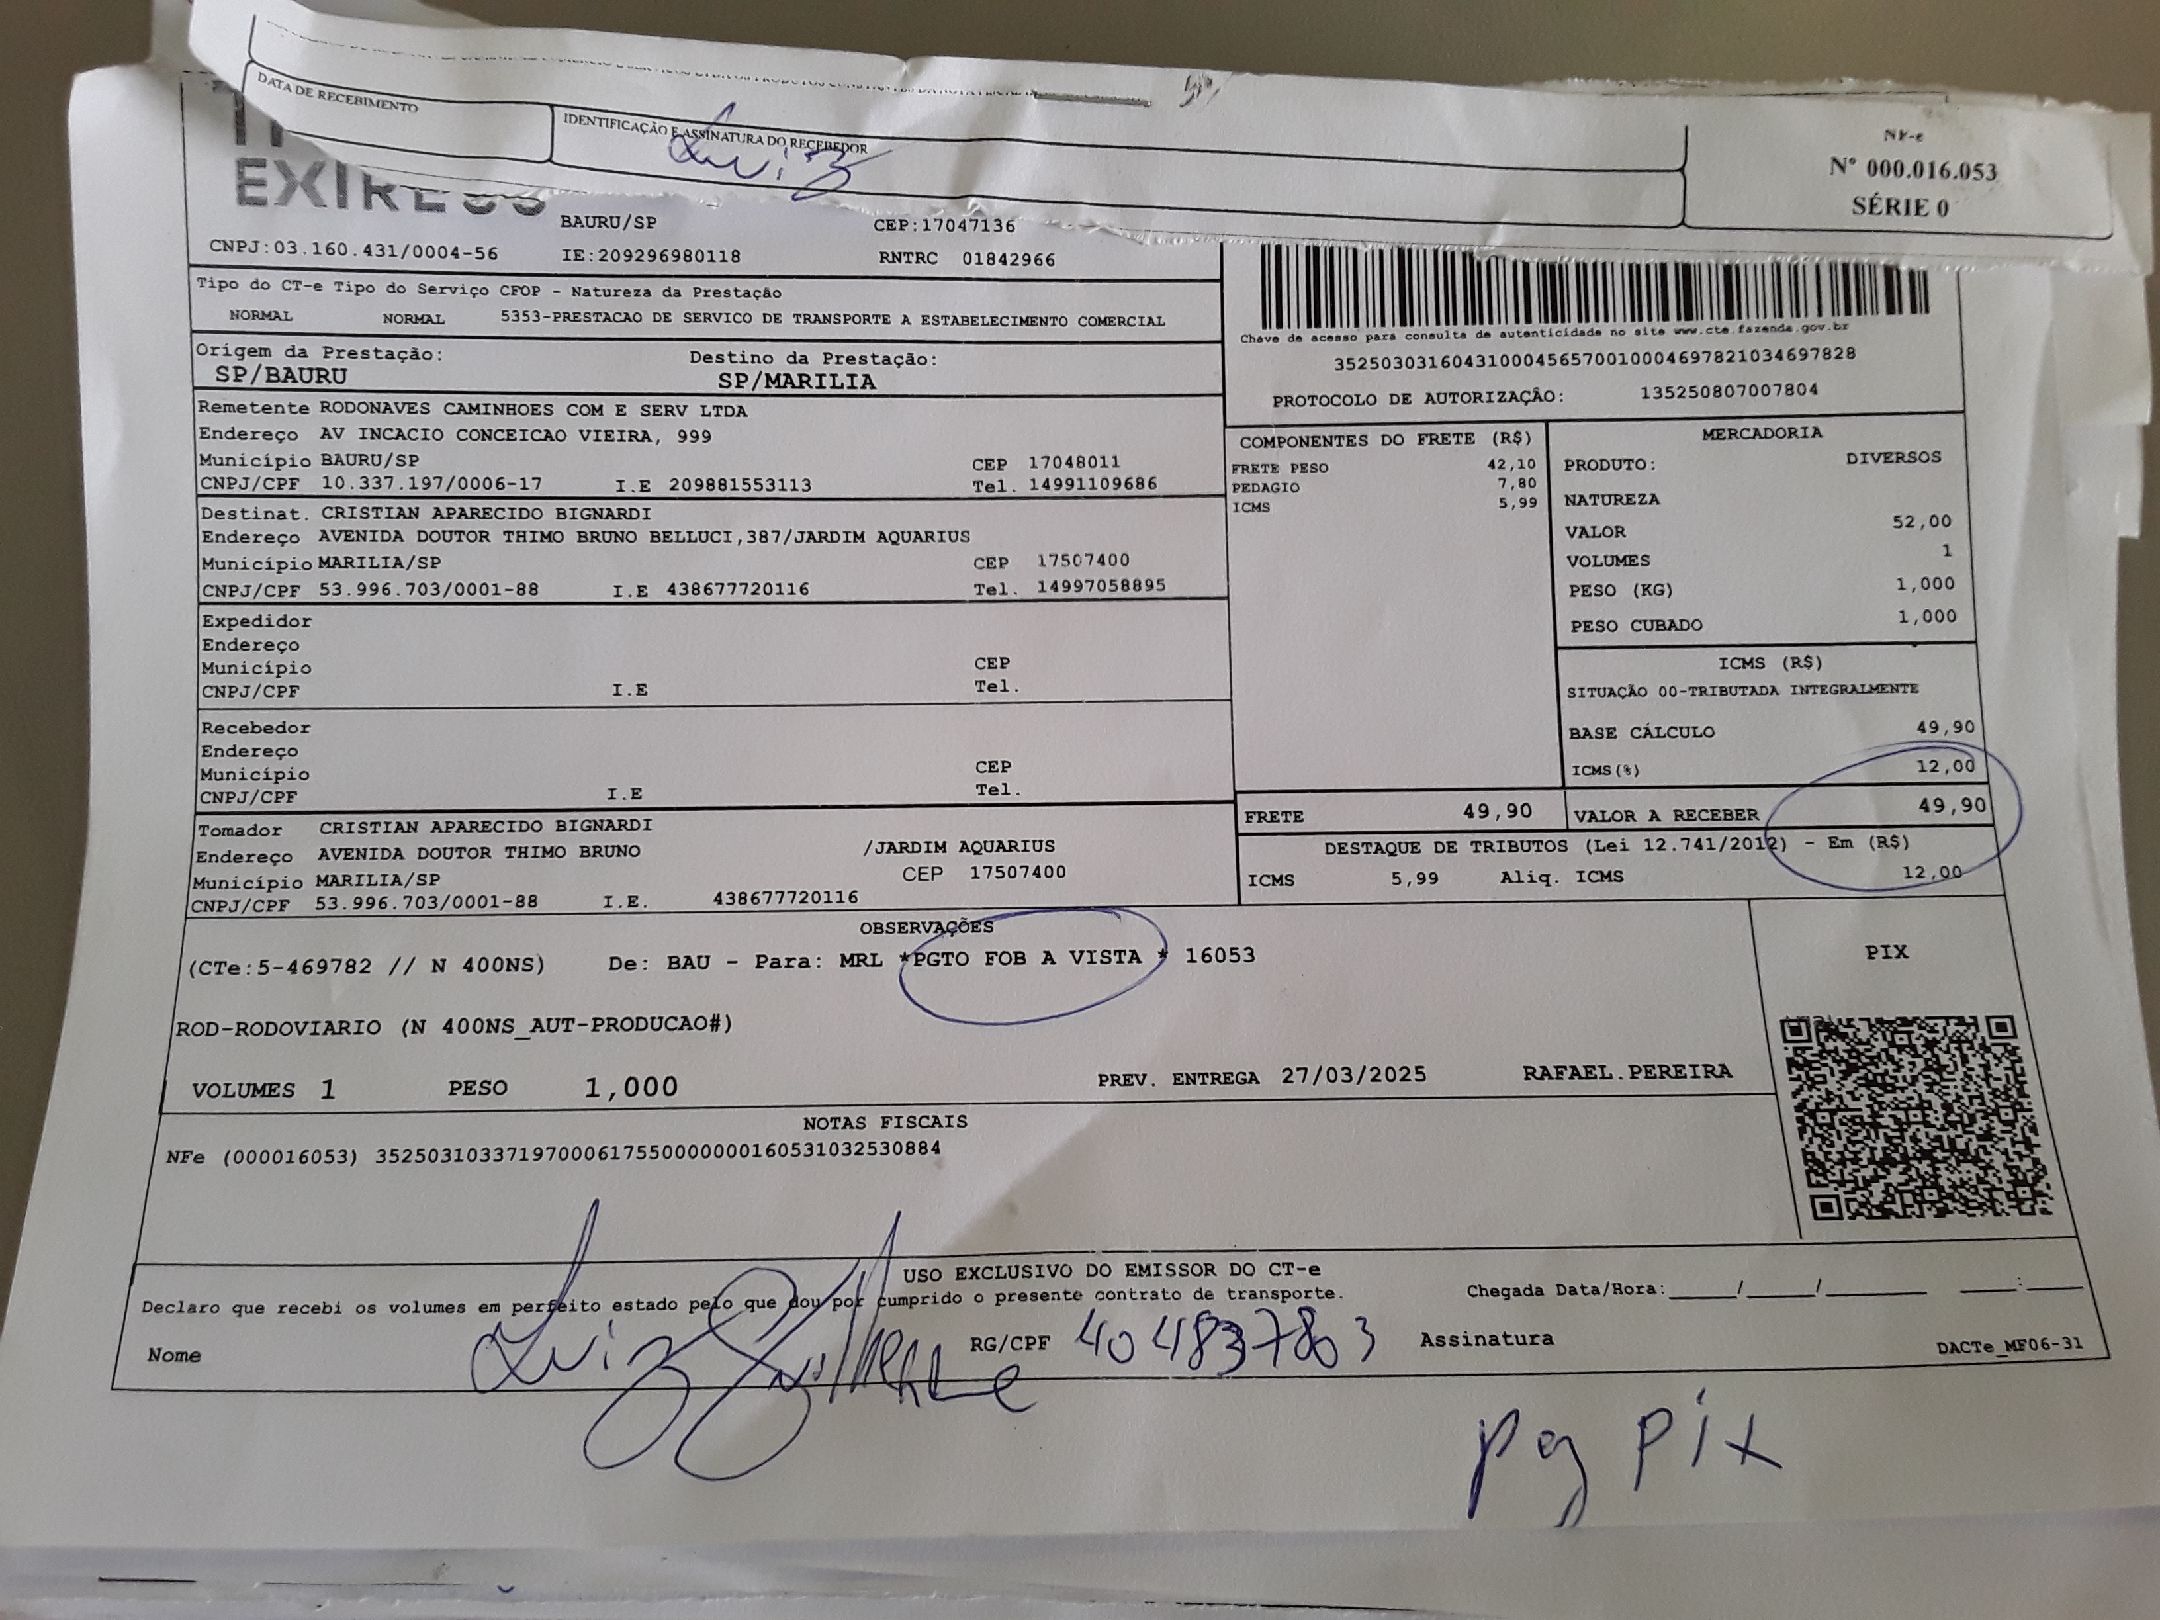 DATA DE RECEBIMENTO
IDENTIFICAÇÃO E ASSINATURA DO RECEBEDOR
Luiz
NF-e
Nº 000.016.053
SÉRIE 0
BAURU/SP CEP:17047136
CNPJ:03.160.431/0004-56 IE:209296980118 RNTRC 01842966
Tipo do CT-e Tipo do Serviço CFOP - Natureza da Prestação
NORMAL NORMAL 5353-PRESTACAO DE SERVICO DE TRANSPORTE A ESTABELECIMENTO COMERCIAL
Origem da Prestação: Destino da Prestação:
SP/BAURU SP/MARILIA
Chave de acesso para consulta de autenticidade no site www.cte.fazenda.gov.br
35250303160431000456570010004697821034697828
PROTOCOLO DE AUTORIZAÇÃO: 135250807007804
Remetente RODONAVES CAMINHOES COM E SERV LTDA
Endereço AV INCACIO CONCEICAO VIEIRA, 999
Município BAURU/SP CEP 17048011
CNPJ/CPF 10.337.197/0006-17 I.E 209881553113 Tel. 14991109686
Destinat. CRISTIAN APARECIDO BIGNARDI
Endereço AVENIDA DOUTOR THIMO BRUNO BELLUCI,387/JARDIM AQUARIUS
Município MARILIA/SP CEP 17507400
CNPJ/CPF 53.996.703/0001-88 I.E 438677720116 Tel. 14997058895
Expedidor
Endereço
Município CEP
CNPJ/CPF I.E Tel.
Recebedor
Endereço
Município CEP
CNPJ/CPF I.E Tel.
Tomador CRISTIAN APARECIDO BIGNARDI
Endereço AVENIDA DOUTOR THIMO BRUNO /JARDIM AQUARIUS
Município MARILIA/SP CEP 17507400
CNPJ/CPF 53.996.703/0001-88 I.E. 438677720116
COMPONENTES DO FRETE (R$)
FRETE PESO 42,10
PEDAGIO 7,80
ICMS 5,99
MERCADORIA
PRODUTO: DIVERSOS
NATUREZA
VALOR 52,00
VOLUMES 1
PESO (KG) 1,000
PESO CUBADO 1,000
ICMS (R$)
SITUAÇÃO 00-TRIBUTADA INTEGRALMENTE
BASE CÁLCULO 49,90
ICMS(%) 12,00
FRETE 49,90 VALOR A RECEBER 49,90
DESTAQUE DE TRIBUTOS (Lei 12.741/2012) - Em (R$)
ICMS 5,99 Aliq. ICMS 12,00
OBSERVAÇÕES
(CTe:5-469782 // N 400NS) De: BAU - Para: MRL *PGTO FOB A VISTA * 16053
ROD-RODOVIARIO (N 400NS_AUT-PRODUCAO#)
VOLUMES 1 PESO 1,000 PREV. ENTREGA 27/03/2025 RAFAEL.PEREIRA
PIX
NOTAS FISCAIS
NFe (000016053) 35250310337197000617550000000160531032530884
USO EXCLUSIVO DO EMISSOR DO CT-e
Declaro que recebi os volumes em perfeito estado pelo que dou por cumprido o presente contrato de transporte. Chegada Data/Hora:_____/_____/_______ ____:____
Nome Luiz Guilherme RG/CPF 404837803 Assinatura DACTe_MF06-31
pg pix